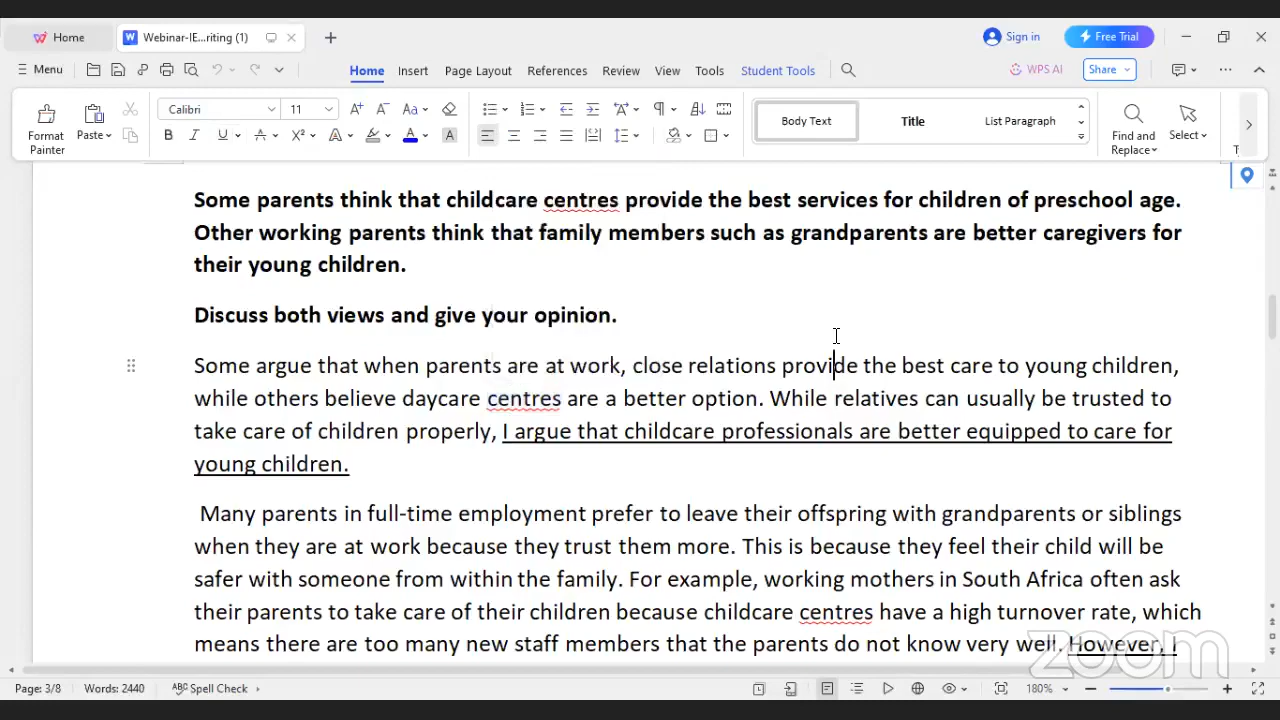 Home
Webinar-IE...riting (1)
Sign in
Free Trial
Menu
Home Insert Page Layout References Review View Tools Student Tools
WPS AI
Share
Format Painter
Paste
Calibri
11
Body Text
Title
List Paragraph
Find and Replace
Select
Some parents think that childcare centres provide the best services for children of preschool age.
Other working parents think that family members such as grandparents are better caregivers for
their young children.
Discuss both views and give your opinion.
Some argue that when parents are at work, close relations provide the best care to young children,
while others believe daycare centres are a better option. While relatives can usually be trusted to
take care of children properly, I argue that childcare professionals are better equipped to care for
young children.
Many parents in full-time employment prefer to leave their offspring with grandparents or siblings
when they are at work because they trust them more. This is because they feel their child will be
safer with someone from within the family. For example, working mothers in South Africa often ask
their parents to take care of their children because childcare centres have a high turnover rate, which
means there are too many new staff members that the parents do not know very well. However, I
zoom
Page: 3/8 Words: 2440 Spell Check
180%